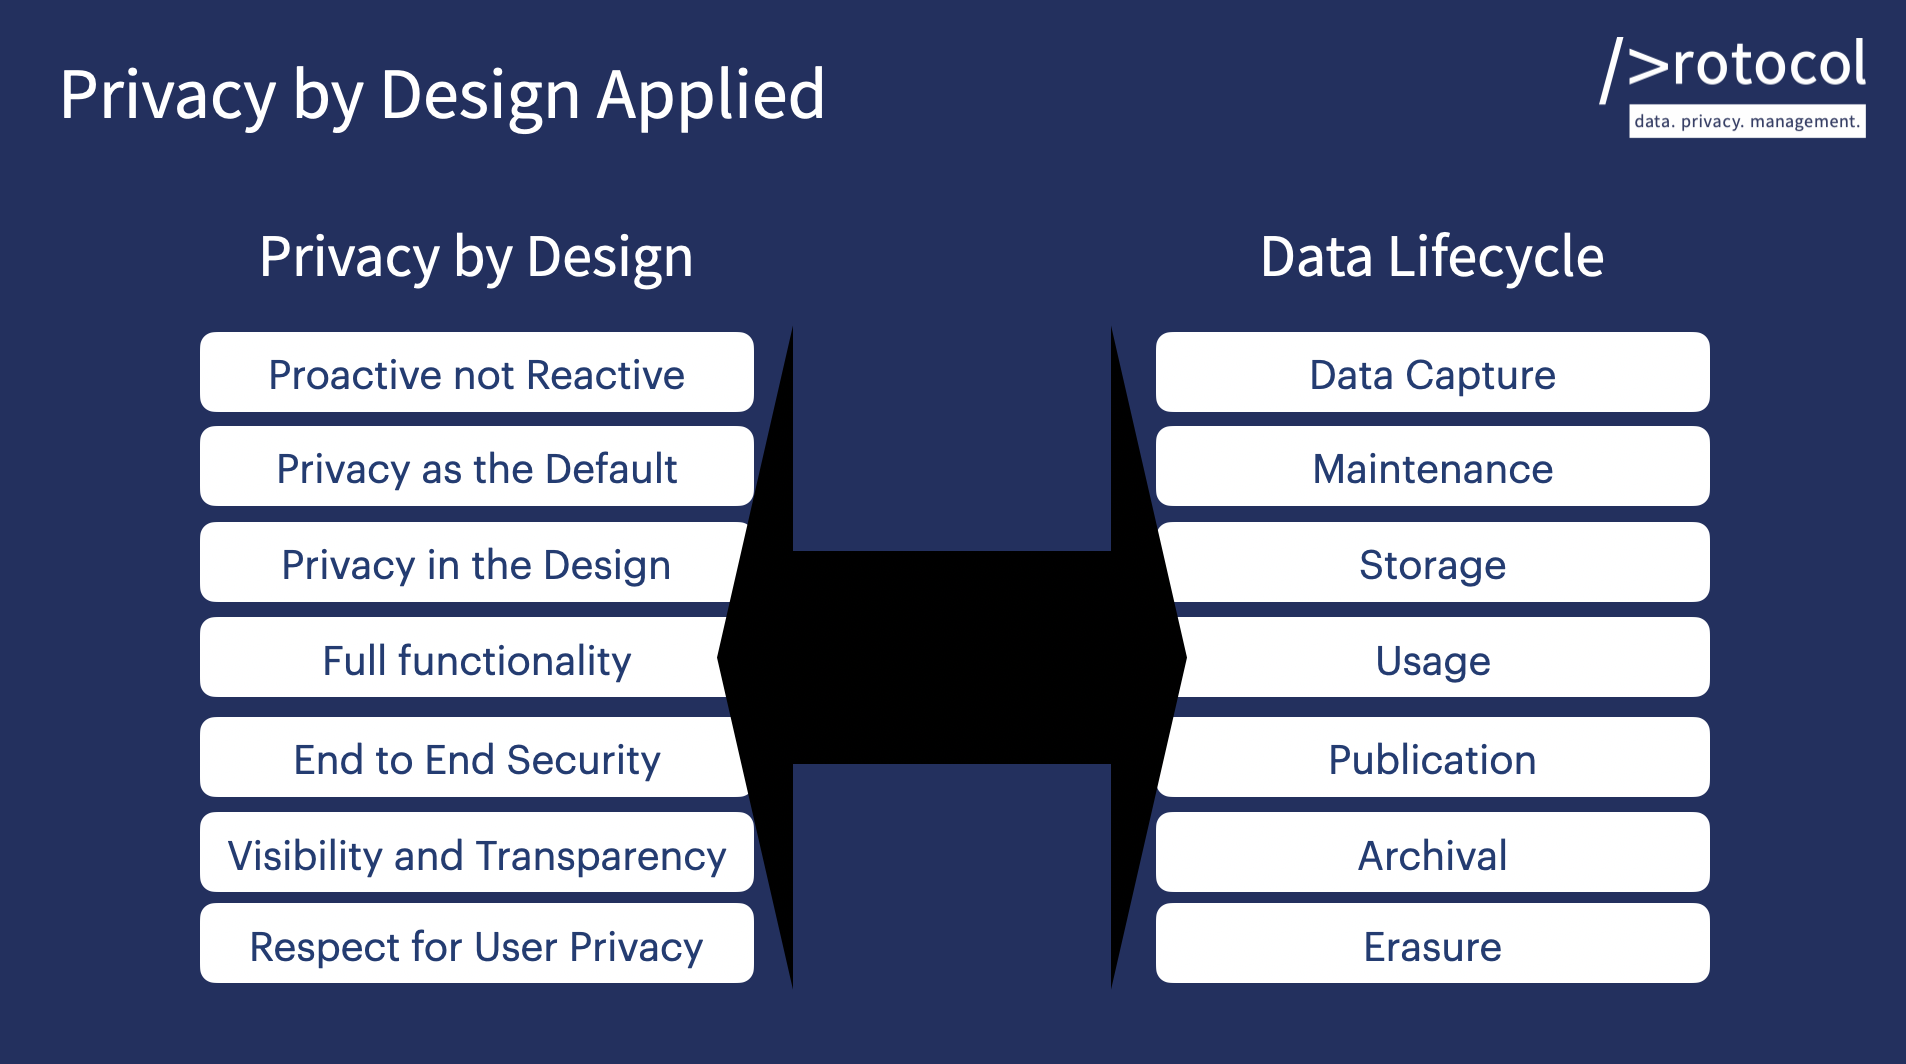 Privacy by Design Applied
/>rotocol
data. privacy. management.
Privacy by Design
Proactive not Reactive
Privacy as the Default
Privacy in the Design
Full functionality
End to End Security
Visibility and Transparency
Respect for User Privacy
Data Lifecycle
Data Capture
Maintenance
Storage
Usage
Publication
Archival
Erasure